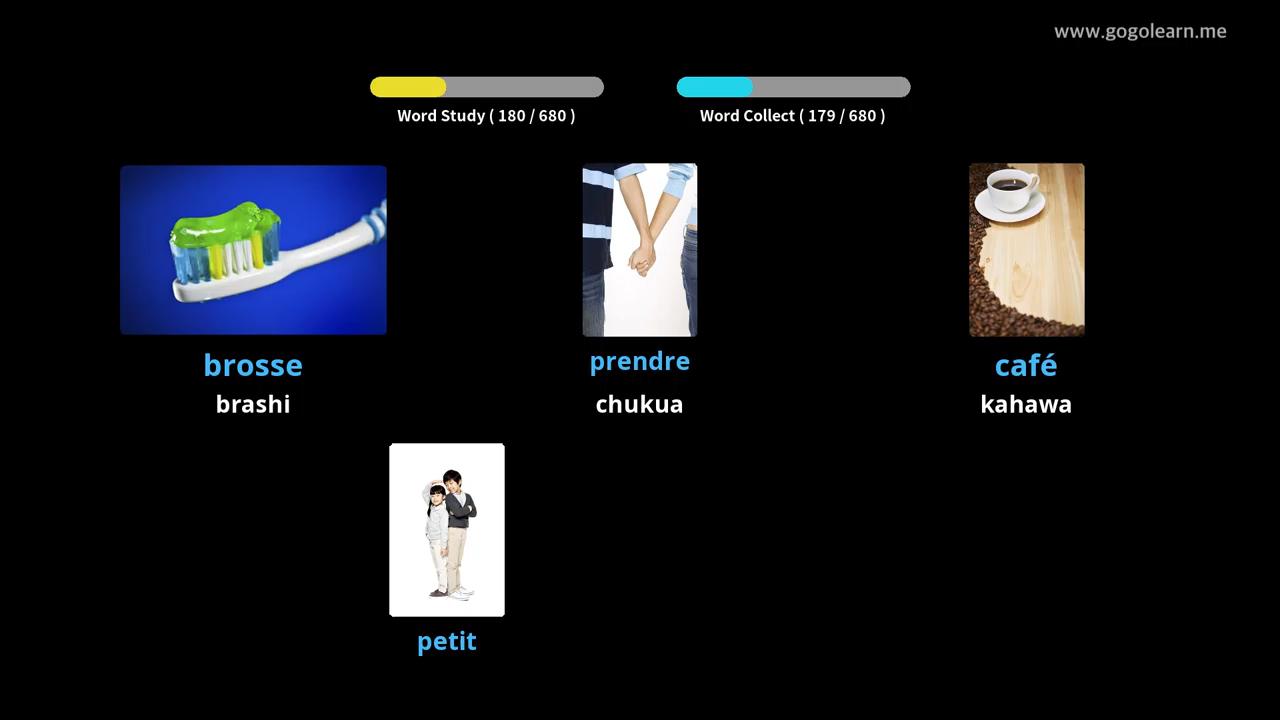 www.gogolearn.me
Word Study ( 180 / 680 )
Word Collect ( 179 / 680 )
brosse
prendre
café
brashi
chukua
kahawa
petit